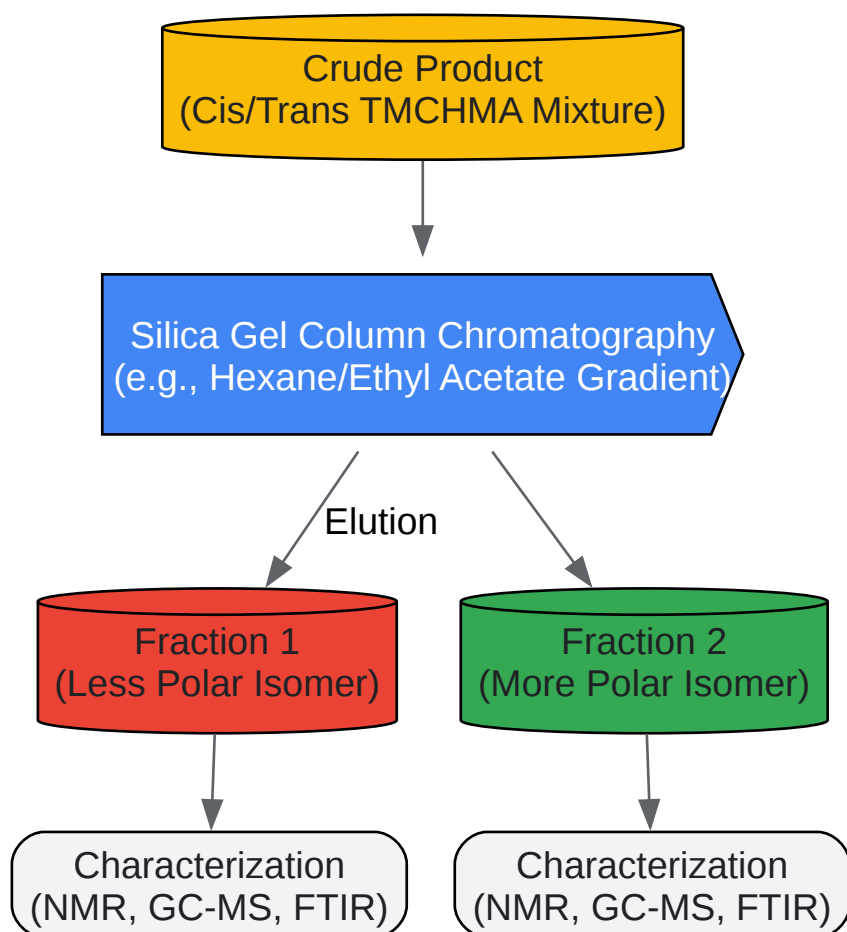 Crude Product
(Cis/Trans TMCHMA Mixture)
Silica Gel Column Chromatography
(e.g., Hexane/Ethyl Acetate Gradient)
Elution
Fraction 1
(Less Polar Isomer)
Fraction 2
(More Polar Isomer)
Characterization
(NMR, GC-MS, FTIR)
Characterization
(NMR, GC-MS, FTIR)